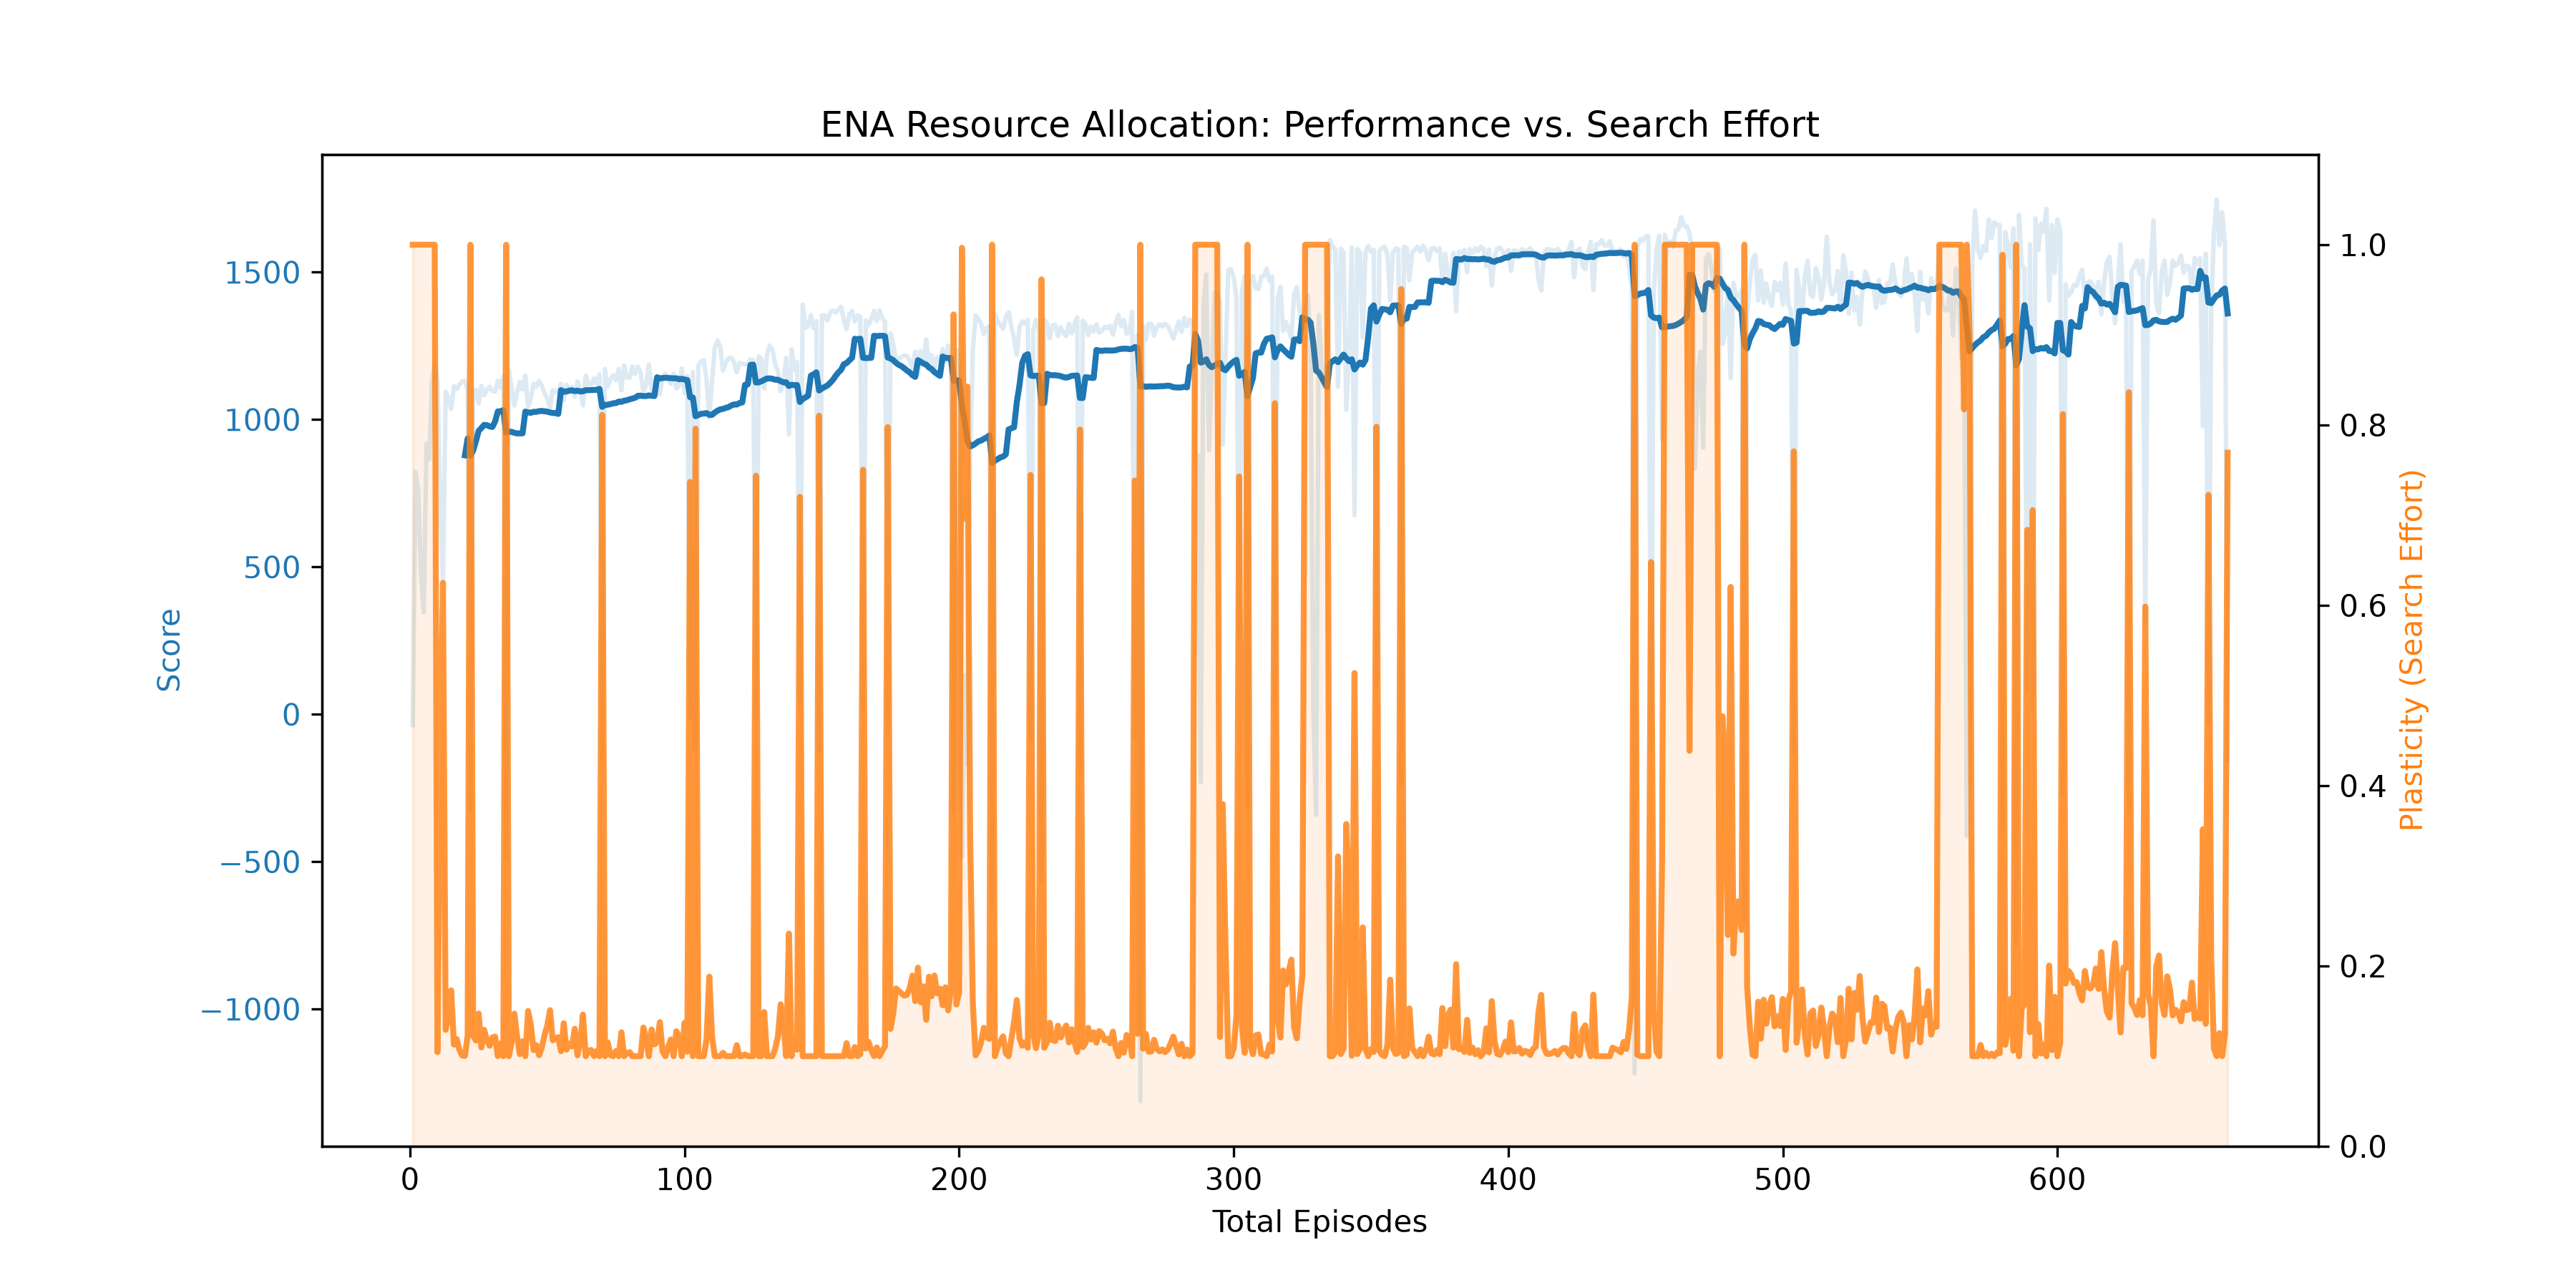 ENA Resource Allocation: Performance vs. Search Effort
1500
1000
500
0
−500
−1000
Score
1.0
0.8
0.6
0.4
0.2
0.0
Plasticity (Search Effort)
0 100 200 300 400 500 600
Total Episodes